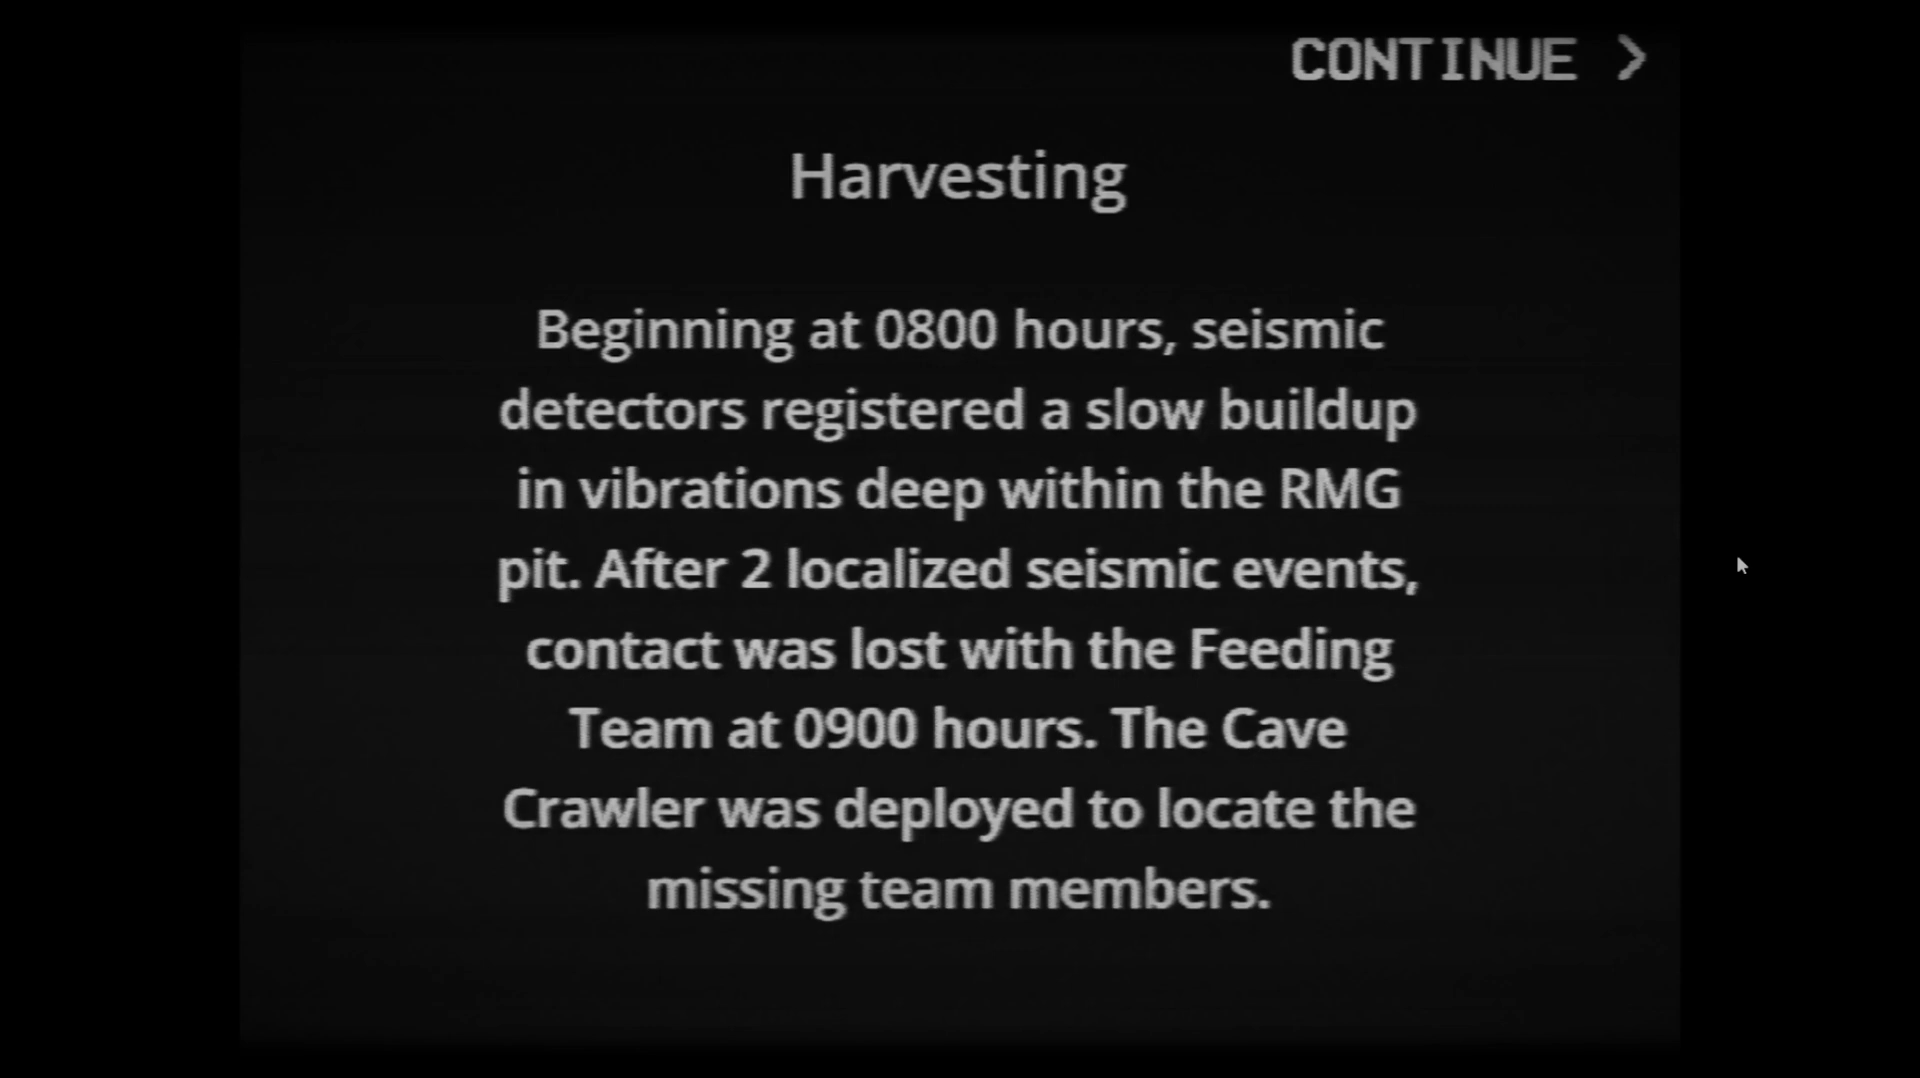 CONTINUE >
Harvesting
Beginning at 0800 hours, seismic
detectors registered a slow buildup
in vibrations deep within the RMG
pit. After 2 localized seismic events,
contact was lost with the Feeding
Team at 0900 hours. The Cave
Crawler was deployed to locate the
missing team members.